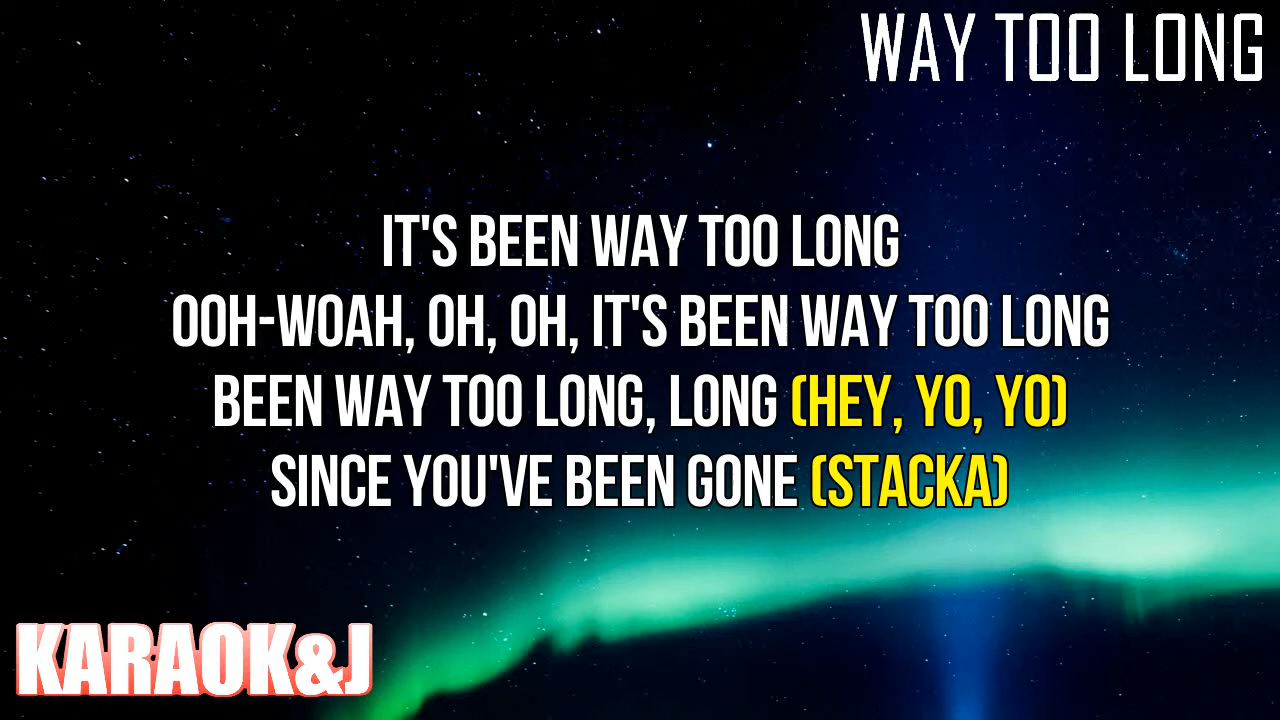 WAY TOO LONG
IT'S BEEN WAY TOO LONG
OOH-WOAH, OH, OH, IT'S BEEN WAY TOO LONG
BEEN WAY TOO LONG, LONG (HEY, YO, YO)
SINCE YOU'VE BEEN GONE (STACKA)
KARAOK&J